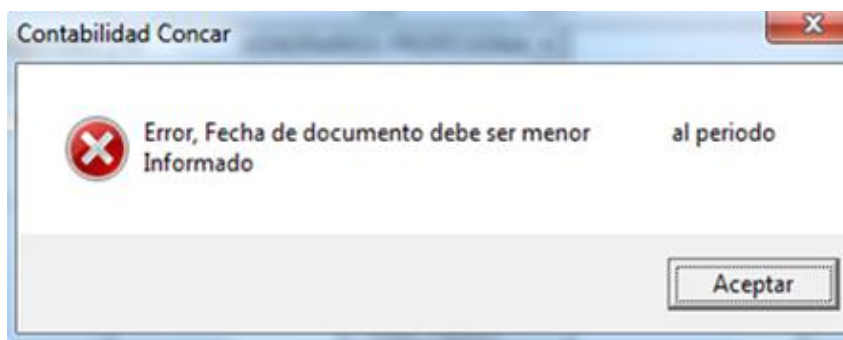 Contabilidad Concar
Error, Fecha de documento debe ser menor al periodo
Informado
Aceptar